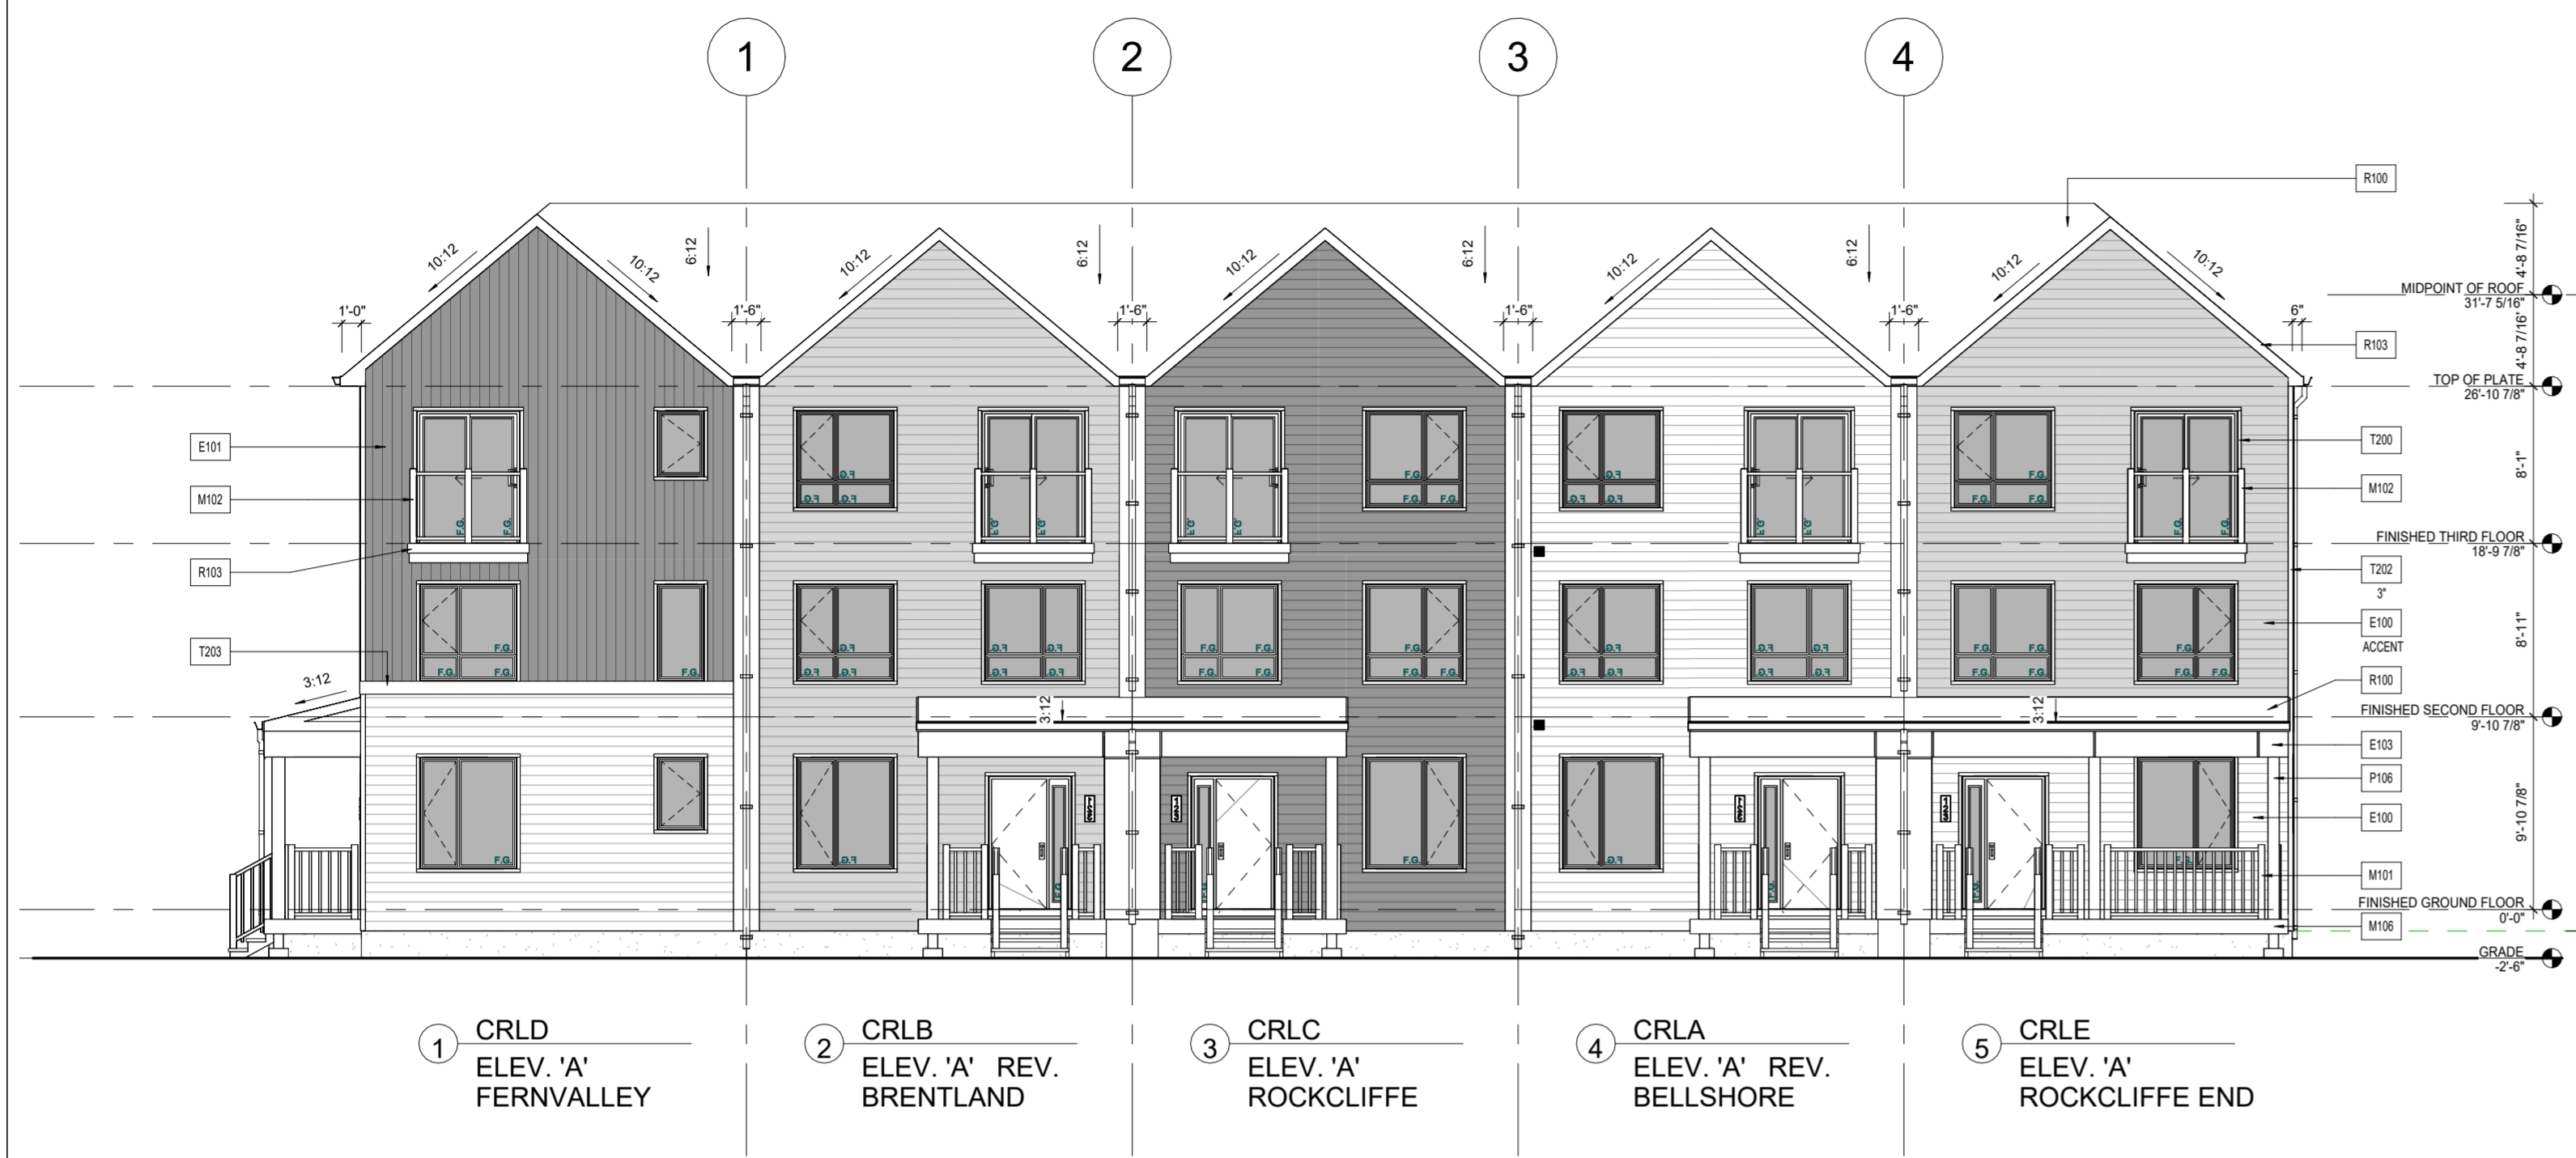 1
2
3
4
R100
10:12
10:12
6:12
10:12
6:12
10:12
6:12
10:12
6:12
10:12
10:12
4'-8 7/16"
MIDPOINT OF ROOF
31'-7 5/16"
1'-0"
1'-6"
1'-6"
1'-6"
1'-6"
6"
4'-8 7/16"
R103
TOP OF PLATE
26'-10 7/8"
E101
T200
8'-1"
M102
M102
F.G.
F.G.
F.G. F.G.
F.G. F.G.
F.G.
F.G.
F.G. F.G.
F.G. F.G.
F.G.
F.G. F.G.
F.G. F.G.
F.G. F.G.
F.G. F.G.
F.G. F.G.
FINISHED THIRD FLOOR
18'-9 7/8"
R103
T202
3"
E100
ACCENT
8'-11"
T203
F.G.
F.G.
F.G.
F.G.
F.G.
F.G.
F.G.
F.G.
F.G.
F.G.
F.G.
F.G. F.G.
F.G. F.G.
F.G. F.G.
F.G. F.G.
F.G. F.G.
F.G. F.G.
F.G. F.G.
3:12
R100
3:12
3:12
FINISHED SECOND FLOOR
9'-10 7/8"
E103
P106
123
123
123
123
E100
9'-10 7/8"
F.G.
F.G.
F.G.
F.G.
F.G.
M101
F.G.
F.G.
F.G.
F.G.
FINISHED GROUND FLOOR
0'-0"
M106
GRADE
-2'-6"
1
CRLD
ELEV. 'A'
FERNVALLEY
2
CRLB
ELEV. 'A' REV.
BRENTLAND
3
CRLC
ELEV. 'A'
ROCKCLIFFE
4
CRLA
ELEV. 'A' REV.
BELLSHORE
5
CRLE
ELEV. 'A'
ROCKCLIFFE END